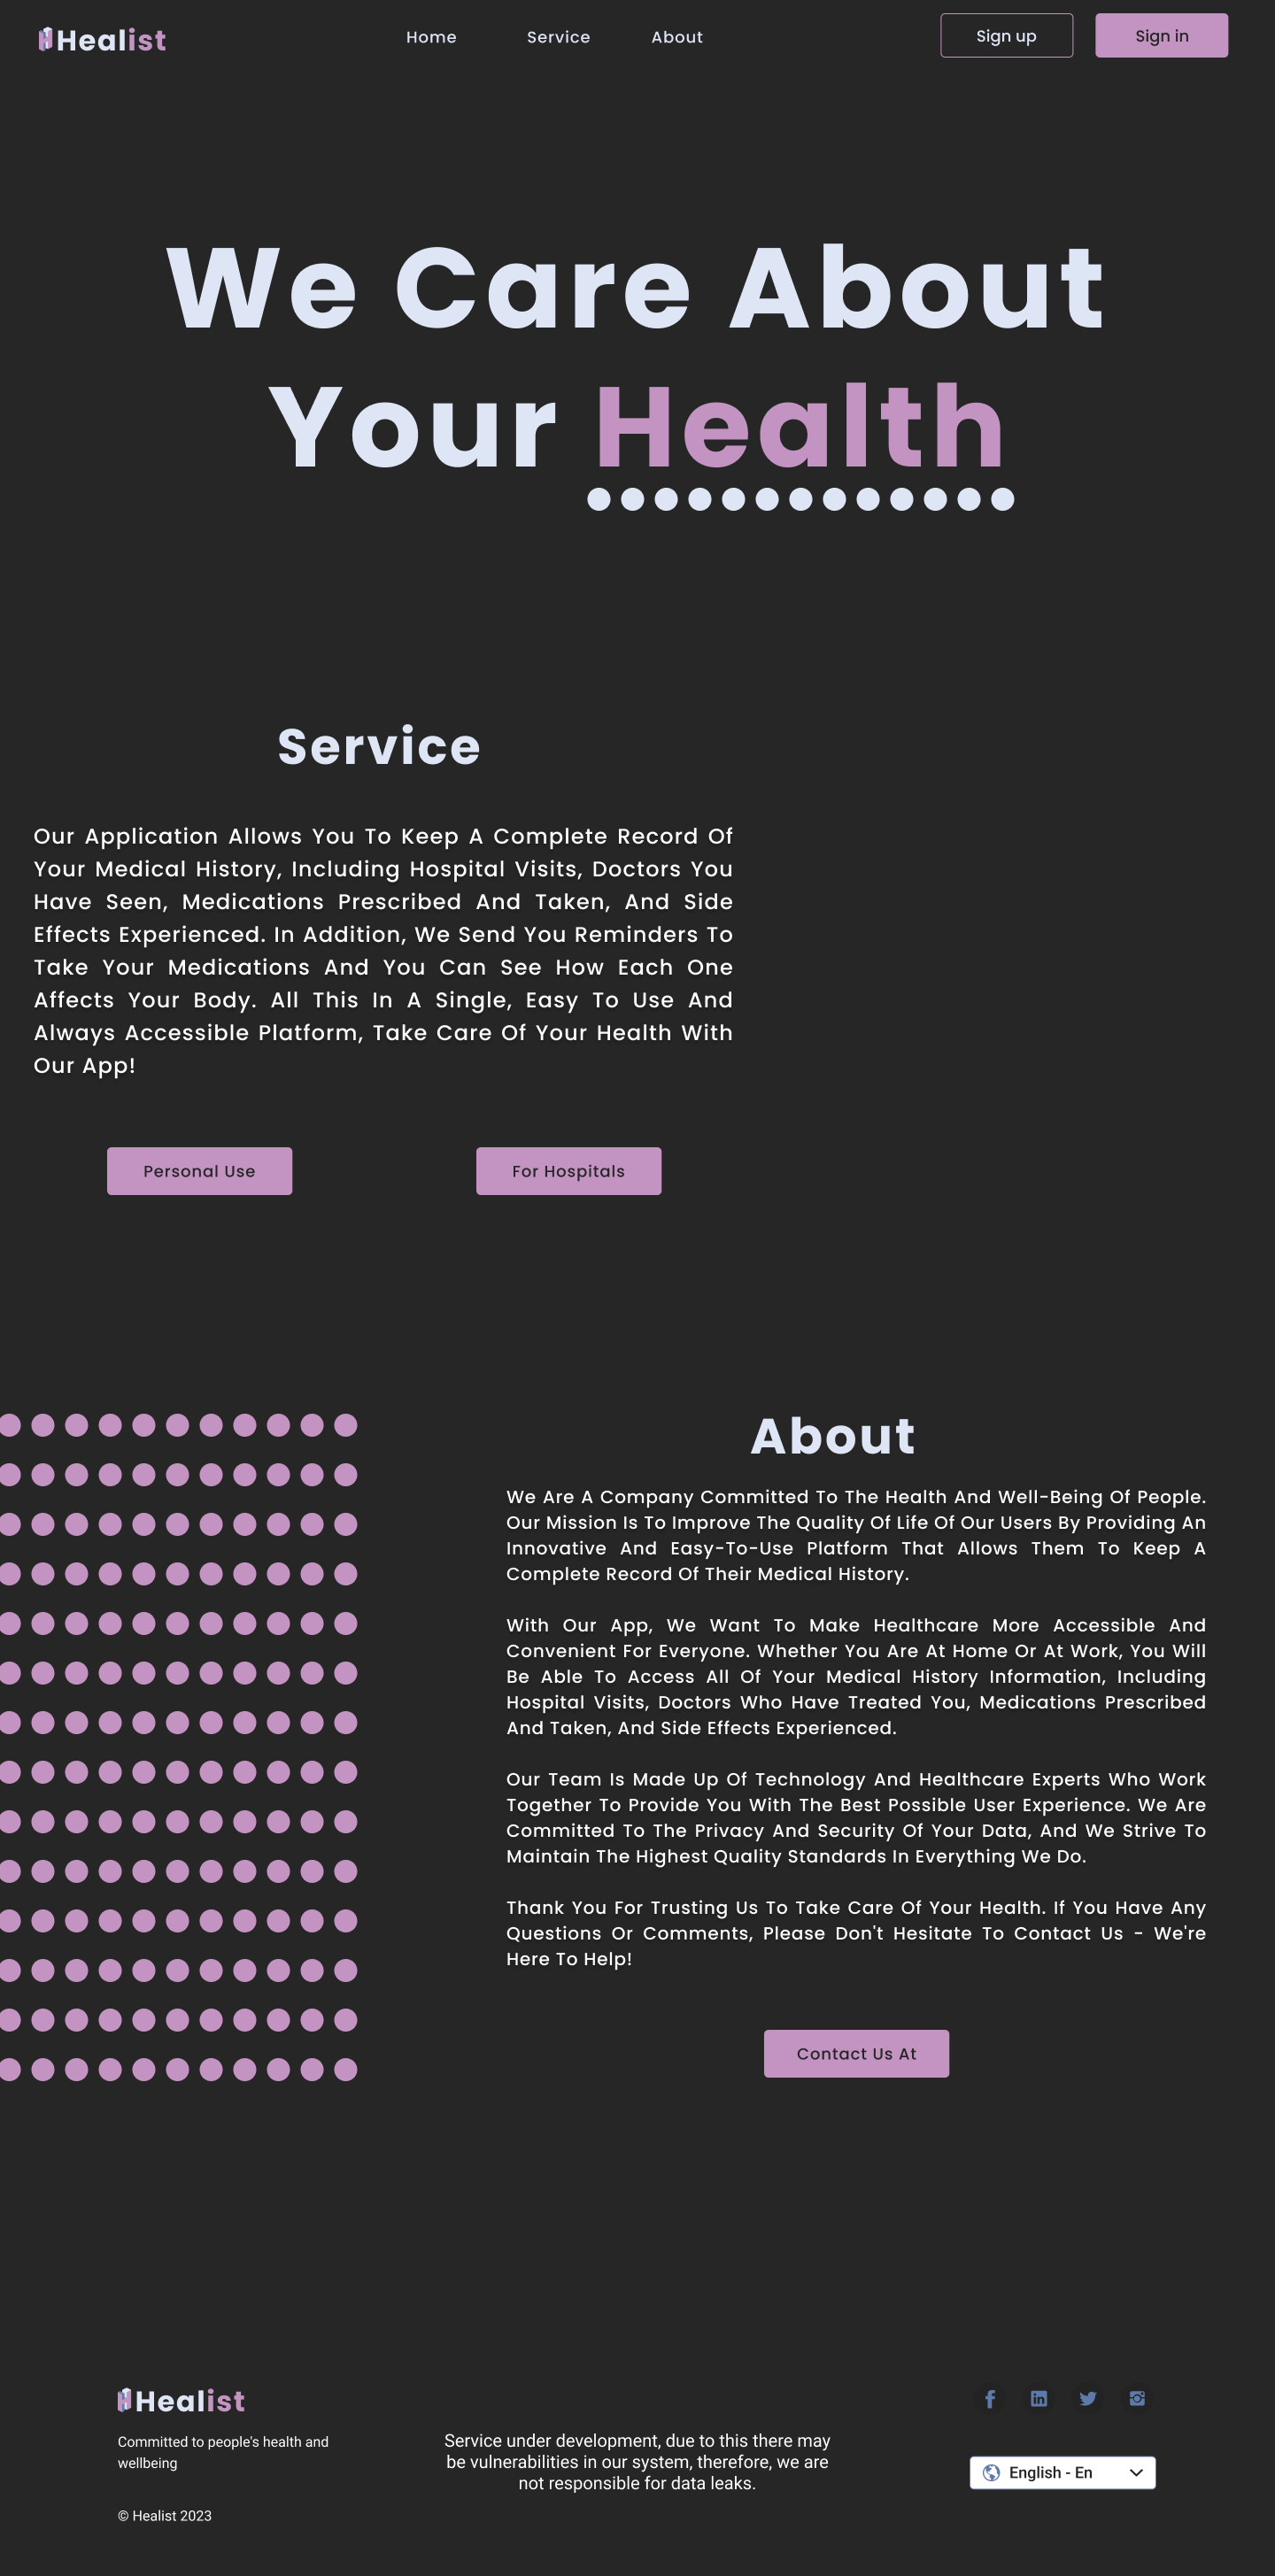 Healist
Home
Service
About
Sign up
Sign in
We Care About
Your Health
Service
Our Application Allows You To Keep A Complete Record Of
Your Medical History, Including Hospital Visits, Doctors You
Have Seen, Medications Prescribed And Taken, And Side
Effects Experienced. In Addition, We Send You Reminders To
Take Your Medications And You Can See How Each One
Affects Your Body. All This In A Single, Easy To Use And
Always Accessible Platform, Take Care Of Your Health With
Our App!
Personal Use
For Hospitals
About
We Are A Company Committed To The Health And Well-Being Of People.
Our Mission Is To Improve The Quality Of Life Of Our Users By Providing An
Innovative And Easy-To-Use Platform That Allows Them To Keep A
Complete Record Of Their Medical History.
With Our App, We Want To Make Healthcare More Accessible And
Convenient For Everyone. Whether You Are At Home Or At Work, You Will
Be Able To Access All Of Your Medical History Information, Including
Hospital Visits, Doctors Who Have Treated You, Medications Prescribed
And Taken, And Side Effects Experienced.
Our Team Is Made Up Of Technology And Healthcare Experts Who Work
Together To Provide You With The Best Possible User Experience. We Are
Committed To The Privacy And Security Of Your Data, And We Strive To
Maintain The Highest Quality Standards In Everything We Do.
Thank You For Trusting Us To Take Care Of Your Health. If You Have Any
Questions Or Comments, Please Don't Hesitate To Contact Us - We're
Here To Help!
Contact Us At
Healist
Committed to people's health and
wellbeing
© Healist 2023
Service under development, due to this there may
be vulnerabilities in our system, therefore, we are
not responsible for data leaks.
English - En